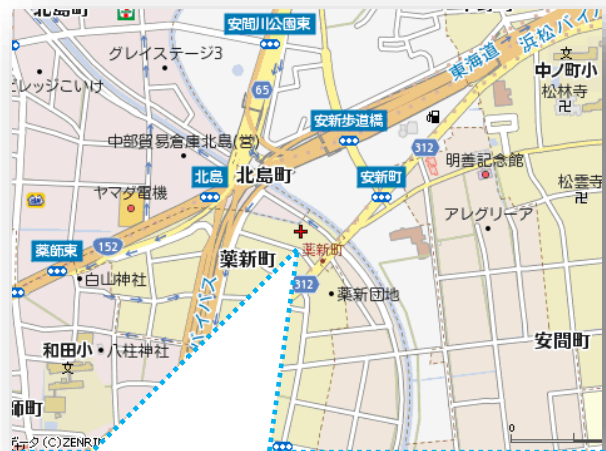 北島町
安間川公園東
グレイステージ3
ビレッジこいけ
65
東海道
浜松バイパ
中ノ町小
松林寺
中部貿易倉庫北島(営)
安新歩道橋
312
明善記念館
北島
北島町
安新町
松雲寺
ヤマダ電機
アレグリーア
薬師東
152
薬新町
薬新町
白山神社
312
薬新団地
バイパス
和田小
八柱神社
安間町
師町
0
データ(C)ZENRIN